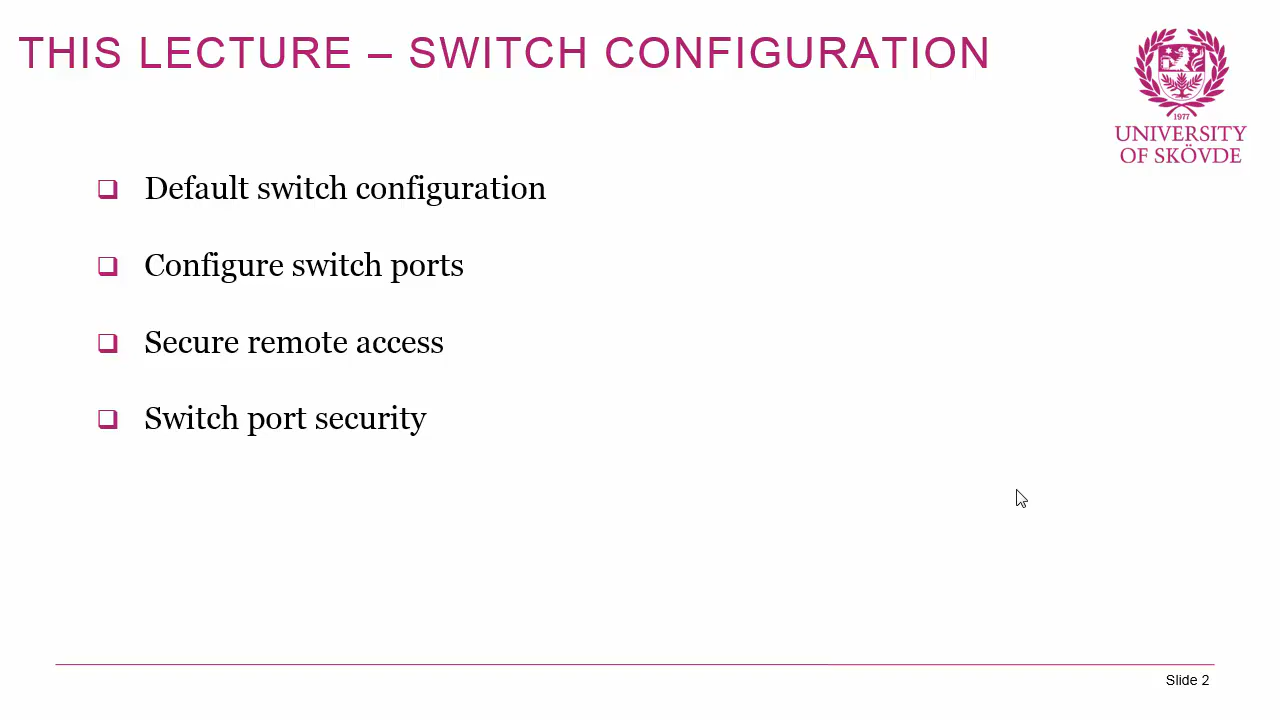 THIS LECTURE – SWITCH CONFIGURATION
1977
UNIVERSITY
OF SKÖVDE
Default switch configuration
Configure switch ports
Secure remote access
Switch port security
Slide 2